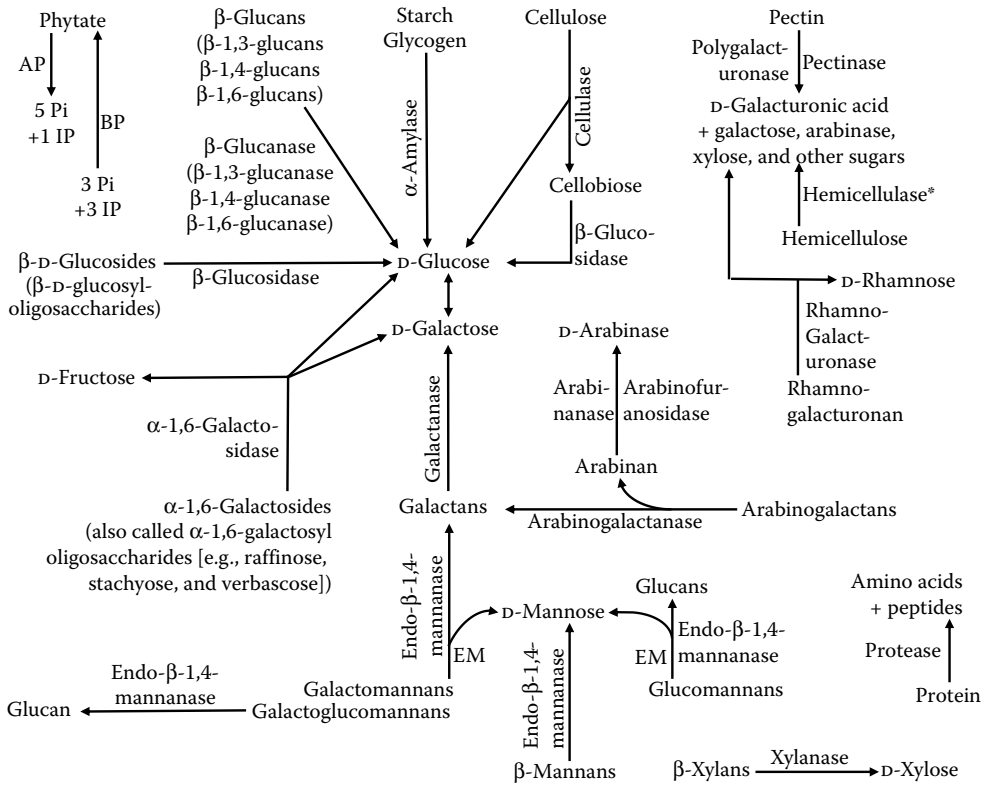 Phytate
AP
5 Pi
+1 IP
BP
3 Pi
+3 IP
β-Glucans
(β-1,3-glucans
β-1,4-glucans
β-1,6-glucans)
β-Glucanase
(β-1,3-glucanase
β-1,4-glucanase
β-1,6-glucanase)
Starch
Glycogen
α-Amylase
Cellulose
Cellulase
Cellobiose
β-Gluco-
sidase
Pectin
Polygalact-
uronase
Pectinase
D-Galacturonic acid
+ galactose, arabinase,
xylose, and other sugars
Hemicellulase*
Hemicellulose
D-Rhamnose
Rhamno-
Galact-
uronase
Rhamno-
galacturonan
β-D-Glucosides
(β-D-glucosyl-
oligosaccharides)
β-Glucosidase
D-Glucose
D-Galactose
D-Fructose
α-1,6-Galacto-
sidase
α-1,6-Galactosides
(also called α-1,6-galactosyl
oligosaccharides [e.g., raffinose,
stachyose, and verbascose])
Galactanase
Galactans
D-Arabinase
Arabi-
nanase
Arabinofur-
anosidase
Arabinan
Arabinogalactanase
Arabinogalactans
Endo-β-1,4-
mannanase
EM
D-Mannose
Galactomannans
Galactoglucomannans
Endo-β-1,4-
mannanase
Glucan
Endo-β-1,4-
mannanase
β-Mannans
Glucans
EM
Endo-β-1,4-
mannanase
Glucomannans
Amino acids
+ peptides
Protease
Protein
β-Xylans
Xylanase
D-Xylose